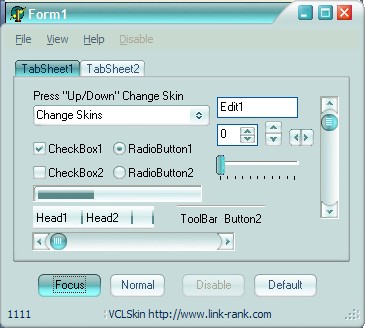 Form1
File View Help Disable
TabSheet1 TabSheet2
Press "Up/Down" Change Skin
Change Skins
Edit1
0
CheckBox1 RadioButton1
CheckBox2 RadioButton2
Head1 Head2
ToolBar Button2
Focus Normal Disable Default
1111 VCLSkin http://www.link-rank.com